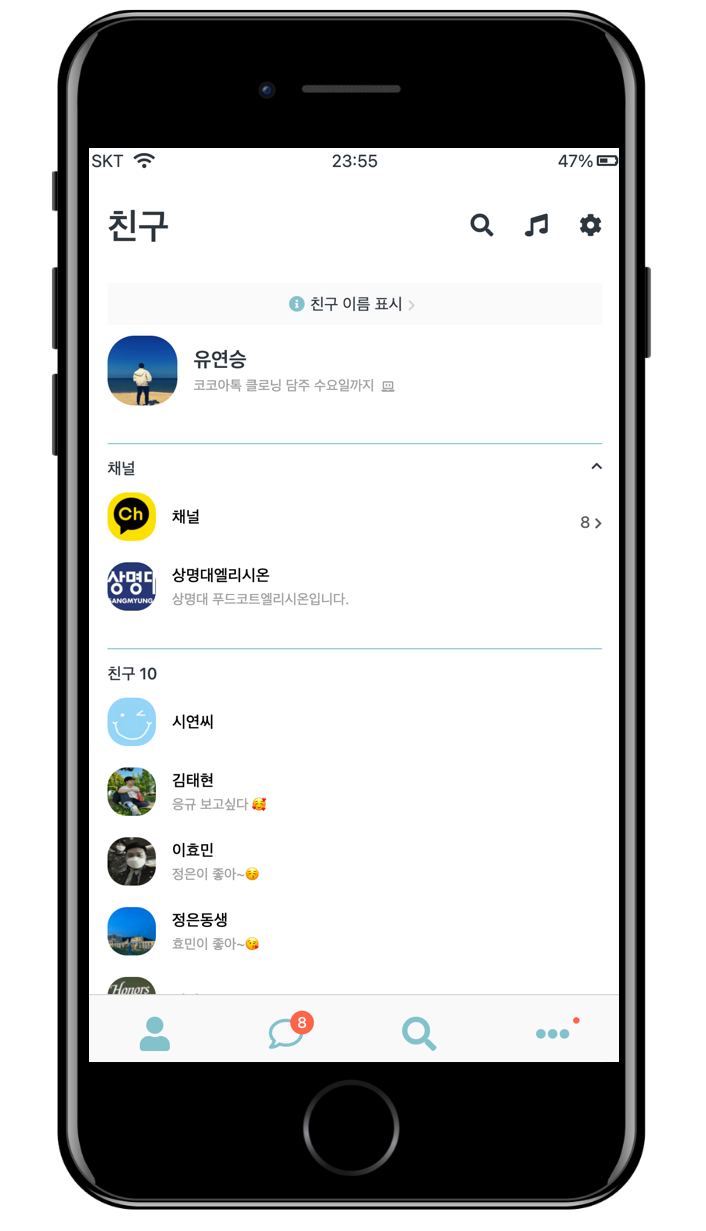 SKT 23:55 47%
친구
친구 이름 표시
유연승
코코아톡 클로닝 담주 수요일까지
채널
Ch
채널
8
상명대
SANGMYUNG
상명대엘리시온
상명대 푸드코트엘리시온입니다.
친구 10
시연씨
김태현
응규 보고싶다 🥰
이효민
정은이 좋아~😚
정은동생
효민이 좋아~😘
Honors
8